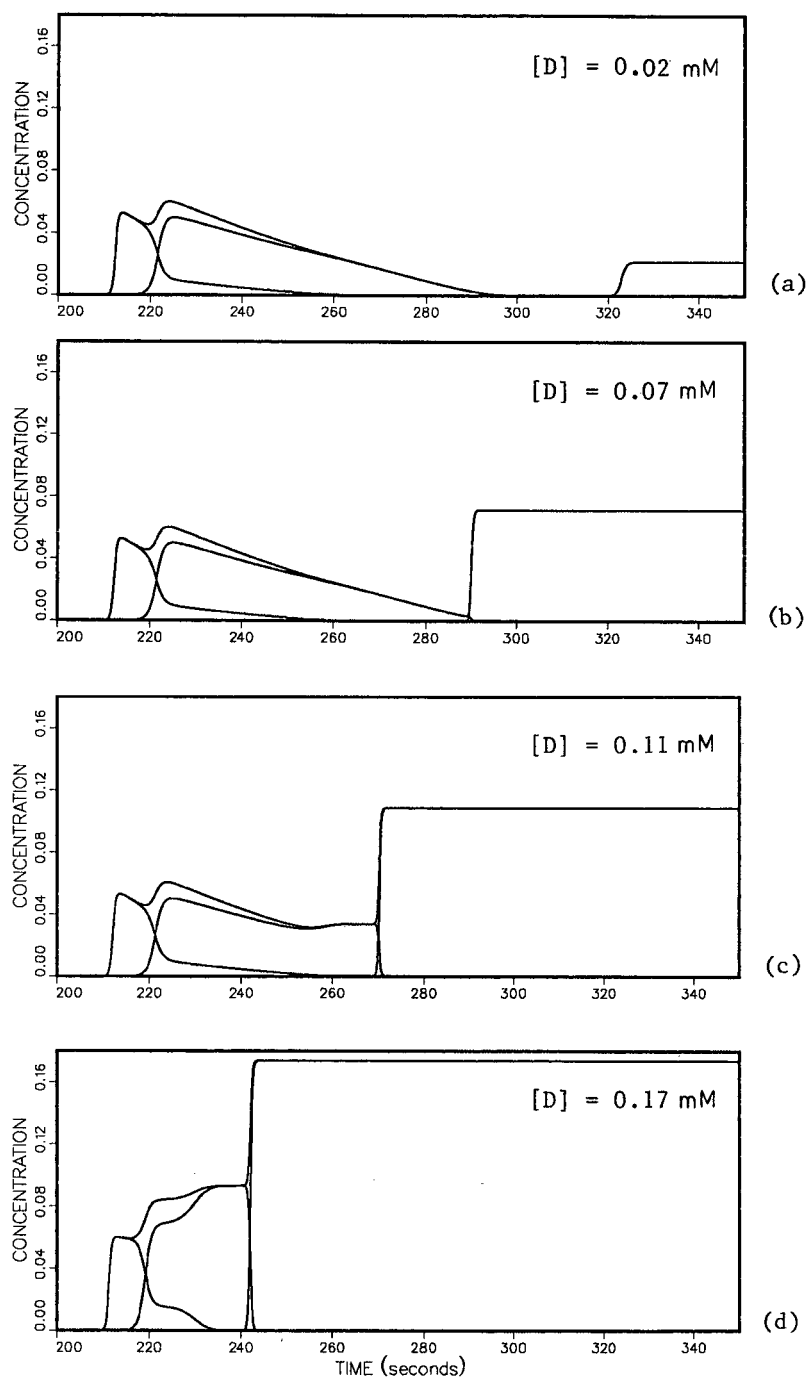 CONCENTRATION
0.00 0.04 0.08 0.12 0.16
[D] = 0.02 mM
200 220 240 260 280 300 320 340
(a)
CONCENTRATION
0.00 0.04 0.08 0.12 0.16
[D] = 0.07 mM
200 220 240 260 280 300 320 340
(b)
CONCENTRATION
0.00 0.04 0.08 0.12 0.16
[D] = 0.11 mM
200 220 240 260 280 300 320 340
(c)
CONCENTRATION
0.00 0.04 0.08 0.12 0.16
[D] = 0.17 mM
200 220 240 260 280 300 320 340
TIME (seconds)
(d)